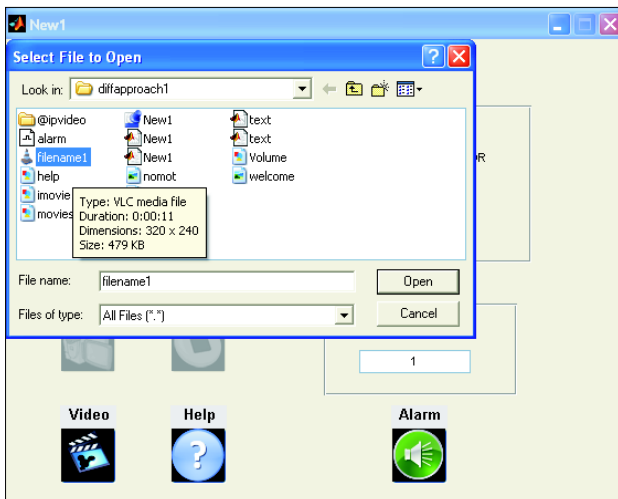 New1
Select File to Open
Look in: diffapproach1
@ipvideo New1 text
alarm New1 text
filename1 New1 Volume
help nomot welcome
imovie
movies
Type: VLC media file
Duration: 0:00:11
Dimensions: 320 x 240
Size: 479 KB
R
File name: filename1 Open
Files of type: All Files (*.*) Cancel
1
Video Help Alarm